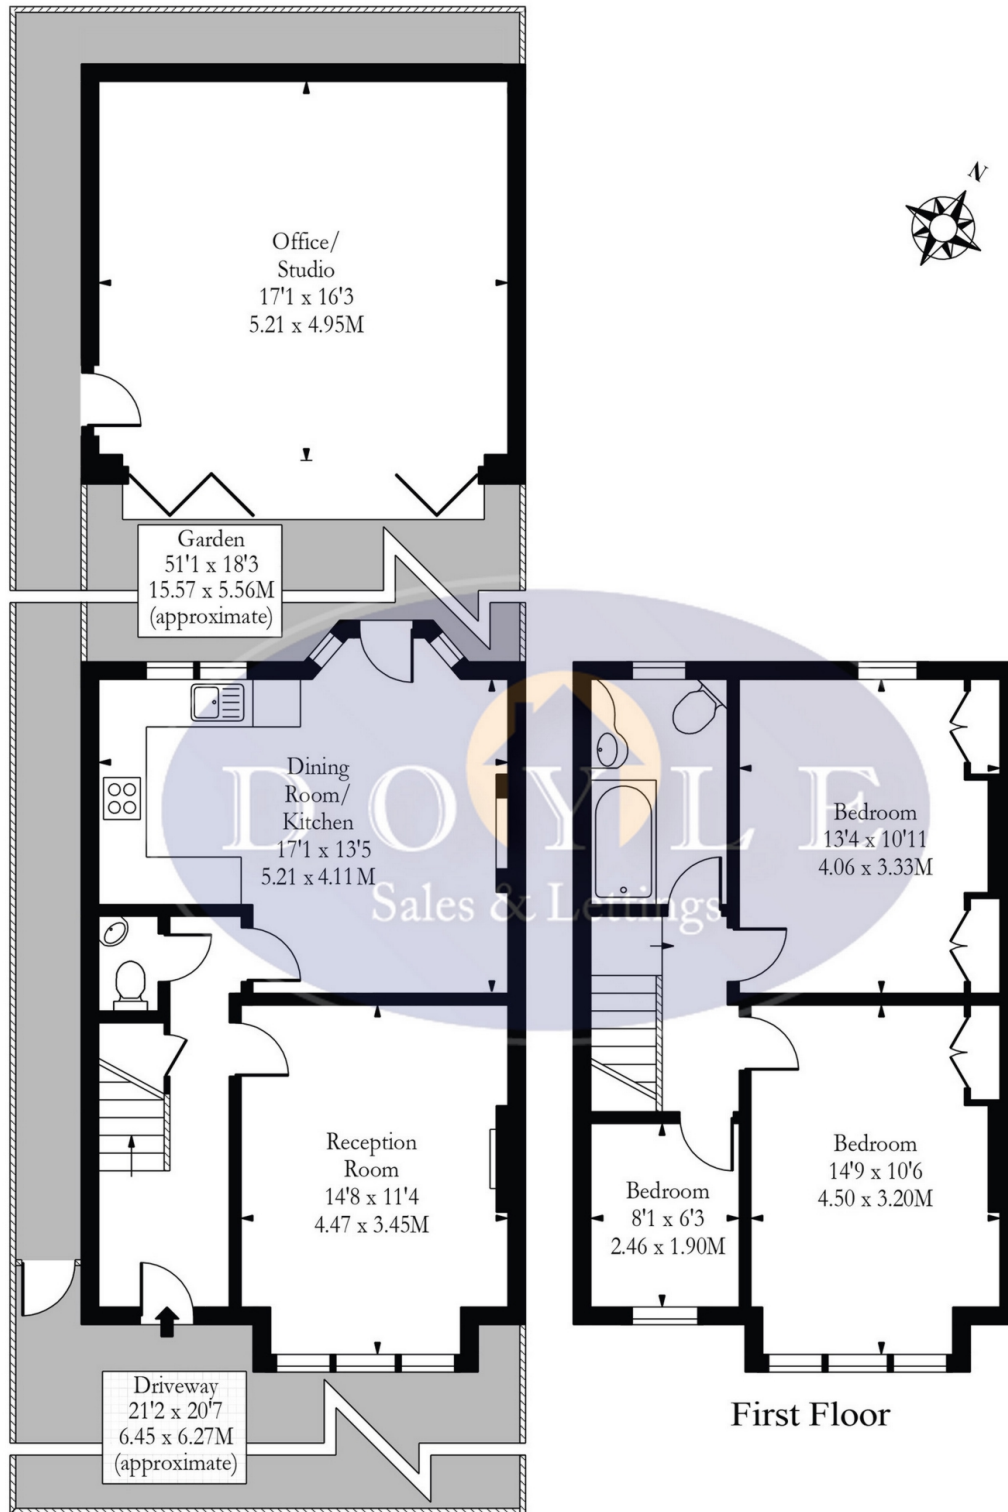 N
Office/
Studio
17'1 x 16'3
5.21 x 4.95M
Garden
51'1 x 18'3
15.57 x 5.56M
(approximate)
Dining
Room/
Kitchen
17'1 x 13'5
5.21 x 4.11M
Bedroom
13'4 x 10'11
4.06 x 3.33M
DOYLE
Sales & Lettings
Reception
Room
14'8 x 11'4
4.47 x 3.45M
Bedroom
8'1 x 6'3
2.46 x 1.90M
Bedroom
14'9 x 10'6
4.50 x 3.20M
Driveway
21'2 x 20'7
6.45 x 6.27M
(approximate)
First Floor